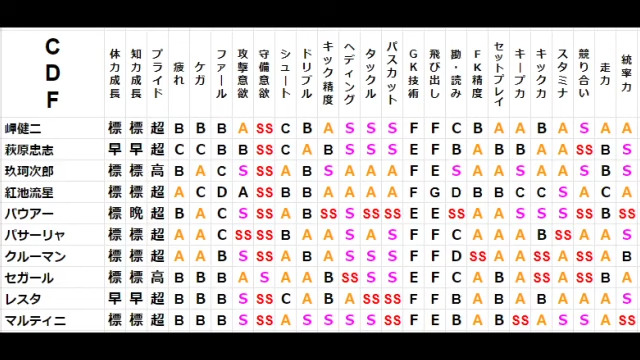 CDF 体力成長 知力成長 プライド 疲れ ケガ ファール 攻撃意欲 守備意欲 シュート ドリブル キック精度 ヘディング タックル パスカット GK技術 飛び出し 勘・読み FK精度 セットプレイ キープ力 キック力 スタミナ 競り合い 走力 統率力
岬健二 標 標 超 B B B A SS C B A S S S F F C B A A B A S A A
萩原忠志 早 早 超 C C B B SS C A B S S S F F B A B B A A SS B S
玖珂次郎 標 標 高 B A C S SS A B S A A A F E S A A S A A S B S
紅池流星 標 標 超 A C D A SS B B A A A A F G D B B C C S A C A
バウアー 標 晩 超 B A C S SS A B SS S SS SS E E SS A A S S S SS B SS
バサーリャ 標 標 超 A A C SS SS B A A S A S F F C A A A B SS A A S
クルーマン 標 標 超 A A B S SS A B A S S S F F D SS A A SS A SS A A
セガール 標 標 高 B B B A S A A B SS S S E F C A B A SS A SS B A
レスタ 早 早 超 B B B S SS C A B A SS SS F F B A B A B A A A S
マルティニ 標 標 超 B B B S SS A S S S S SS F E B A B SS A S S A SS